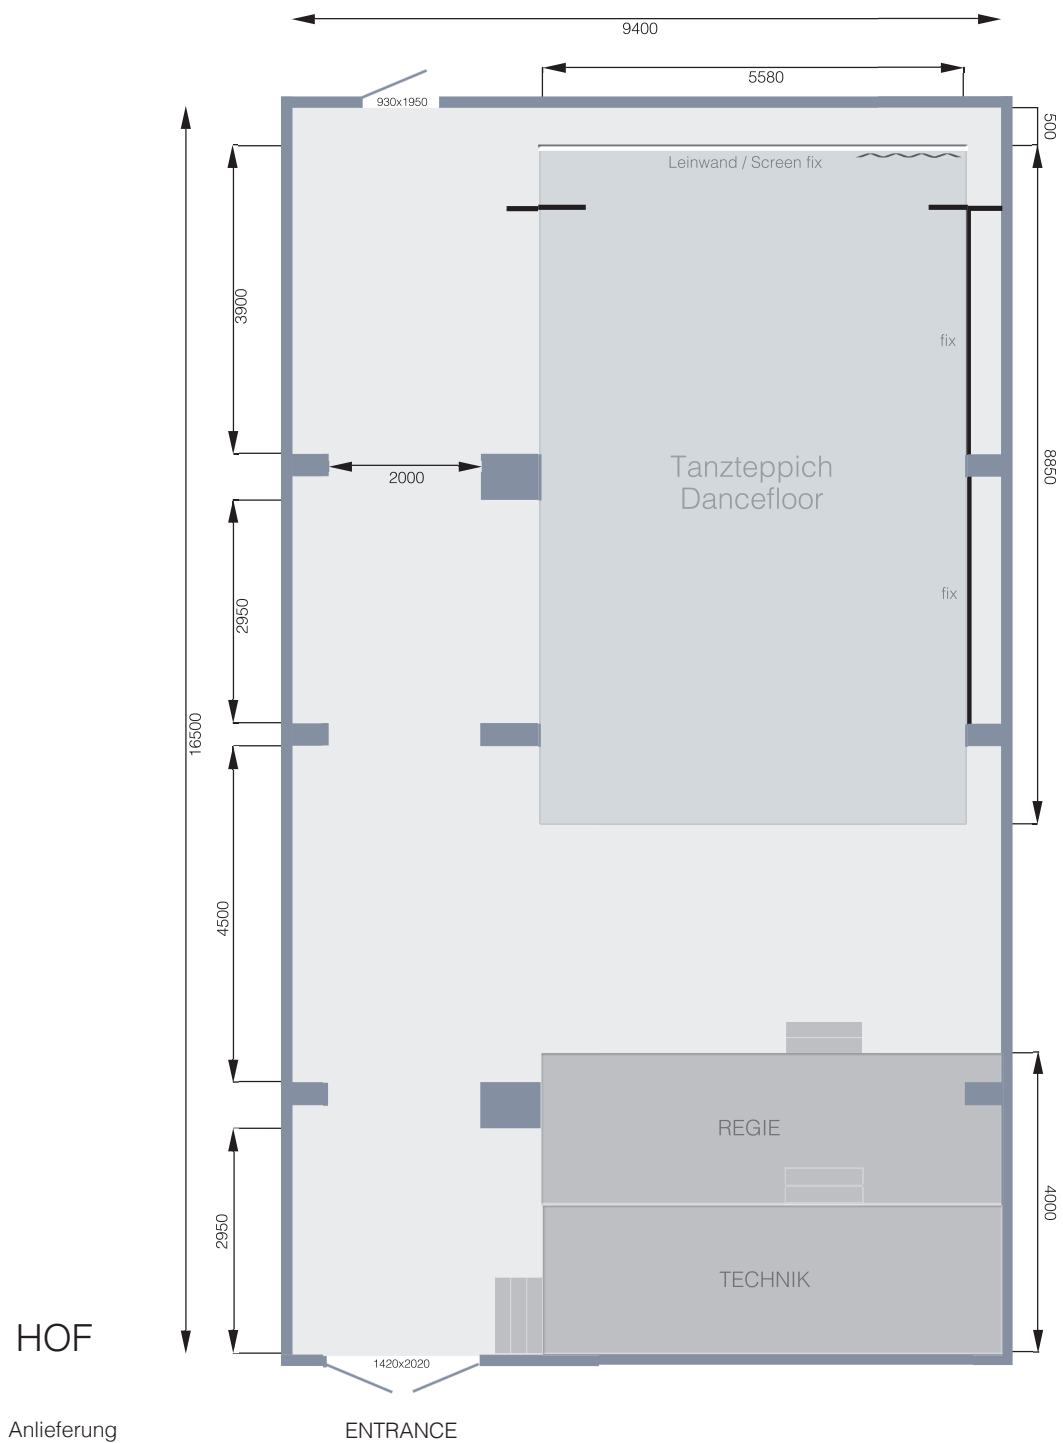 9400
5580
930x1950
500
Leinwand / Screen fix
3900
fix
2000
Tanzteppich
Dancefloor
8850
fix
2950
16500
4500
REGIE
4000
2950
TECHNIK
HOF
1420x2020
Anlieferung
ENTRANCE